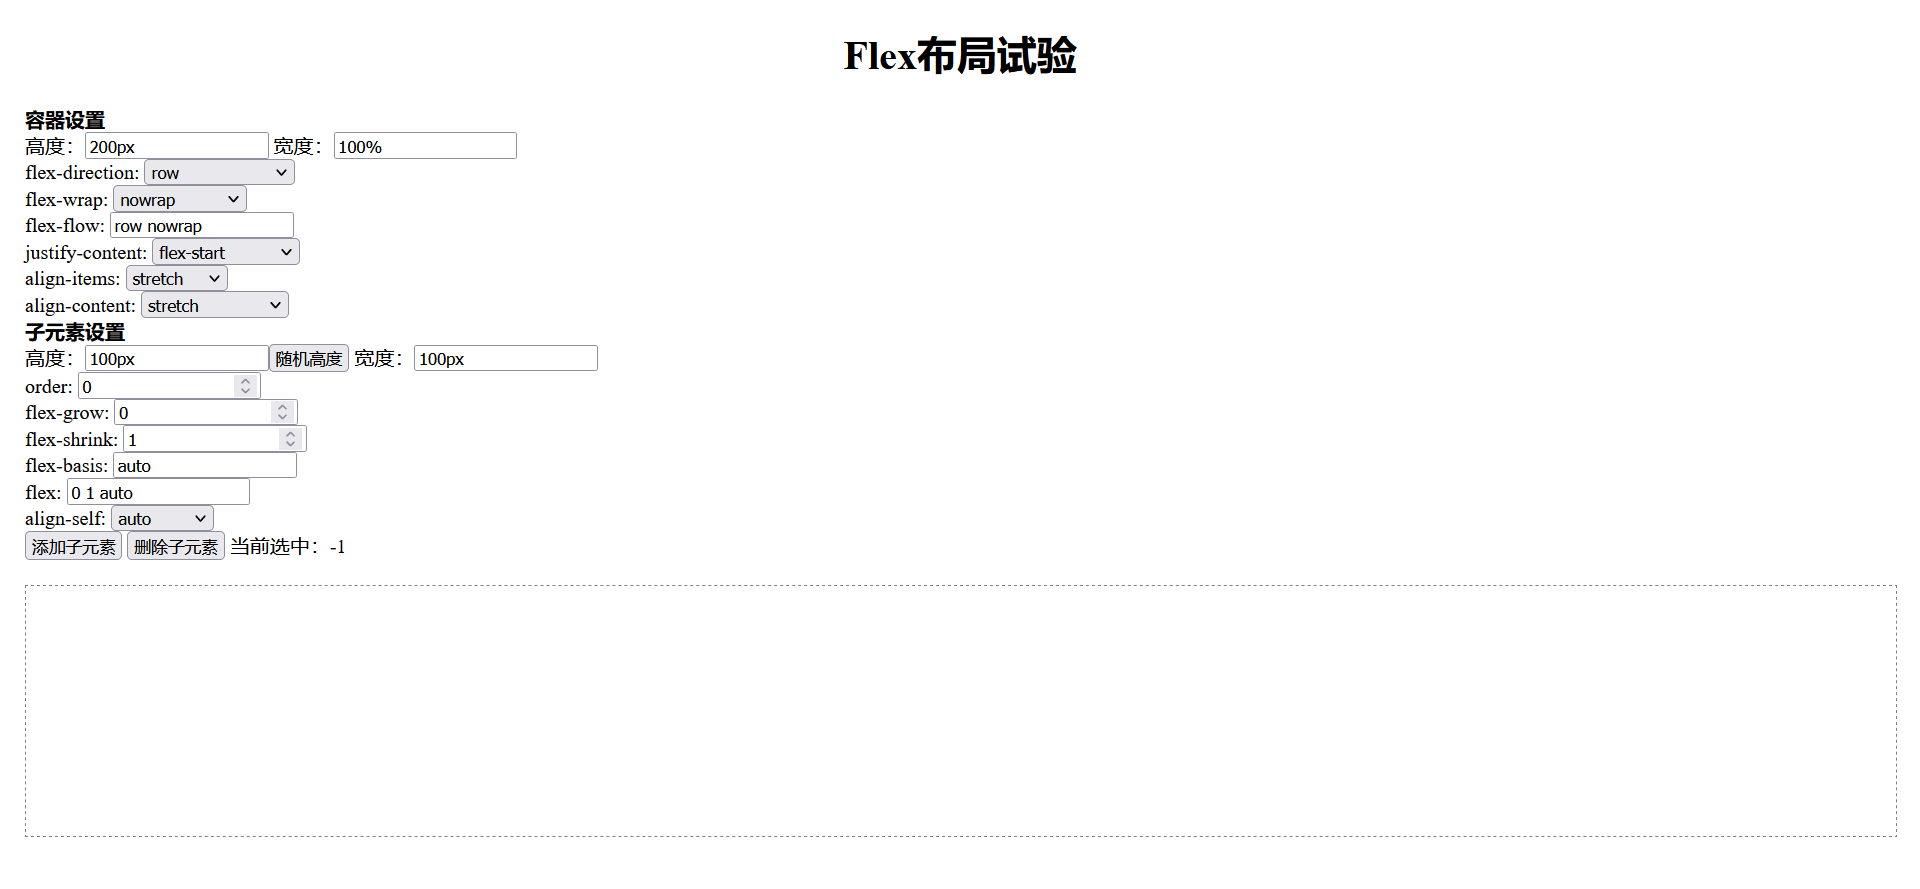 Flex布局试验
容器设置
高度：200px 宽度：100%
flex-direction: row
flex-wrap: nowrap
flex-flow: row nowrap
justify-content: flex-start
align-items: stretch
align-content: stretch
子元素设置
高度：100px 随机高度 宽度：100px
order: 0
flex-grow: 0
flex-shrink: 1
flex-basis: auto
flex: 0 1 auto
align-self: auto
添加子元素 删除子元素 当前选中：-1